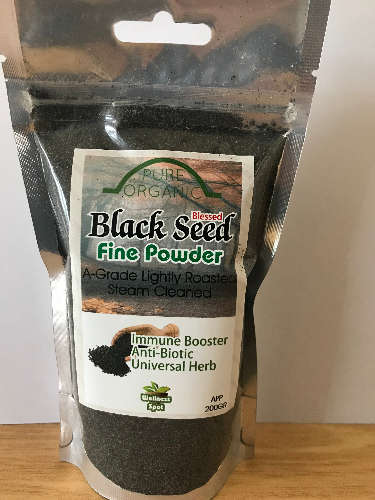 PURE
ORGANIC
Blessed
Black Seed
Fine Powder
A-Grade Lightly Roasted
Steam Cleaned
Immune Booster
Anti-Biotic
Universal Herb
Wellness
Spot
APP
200GR